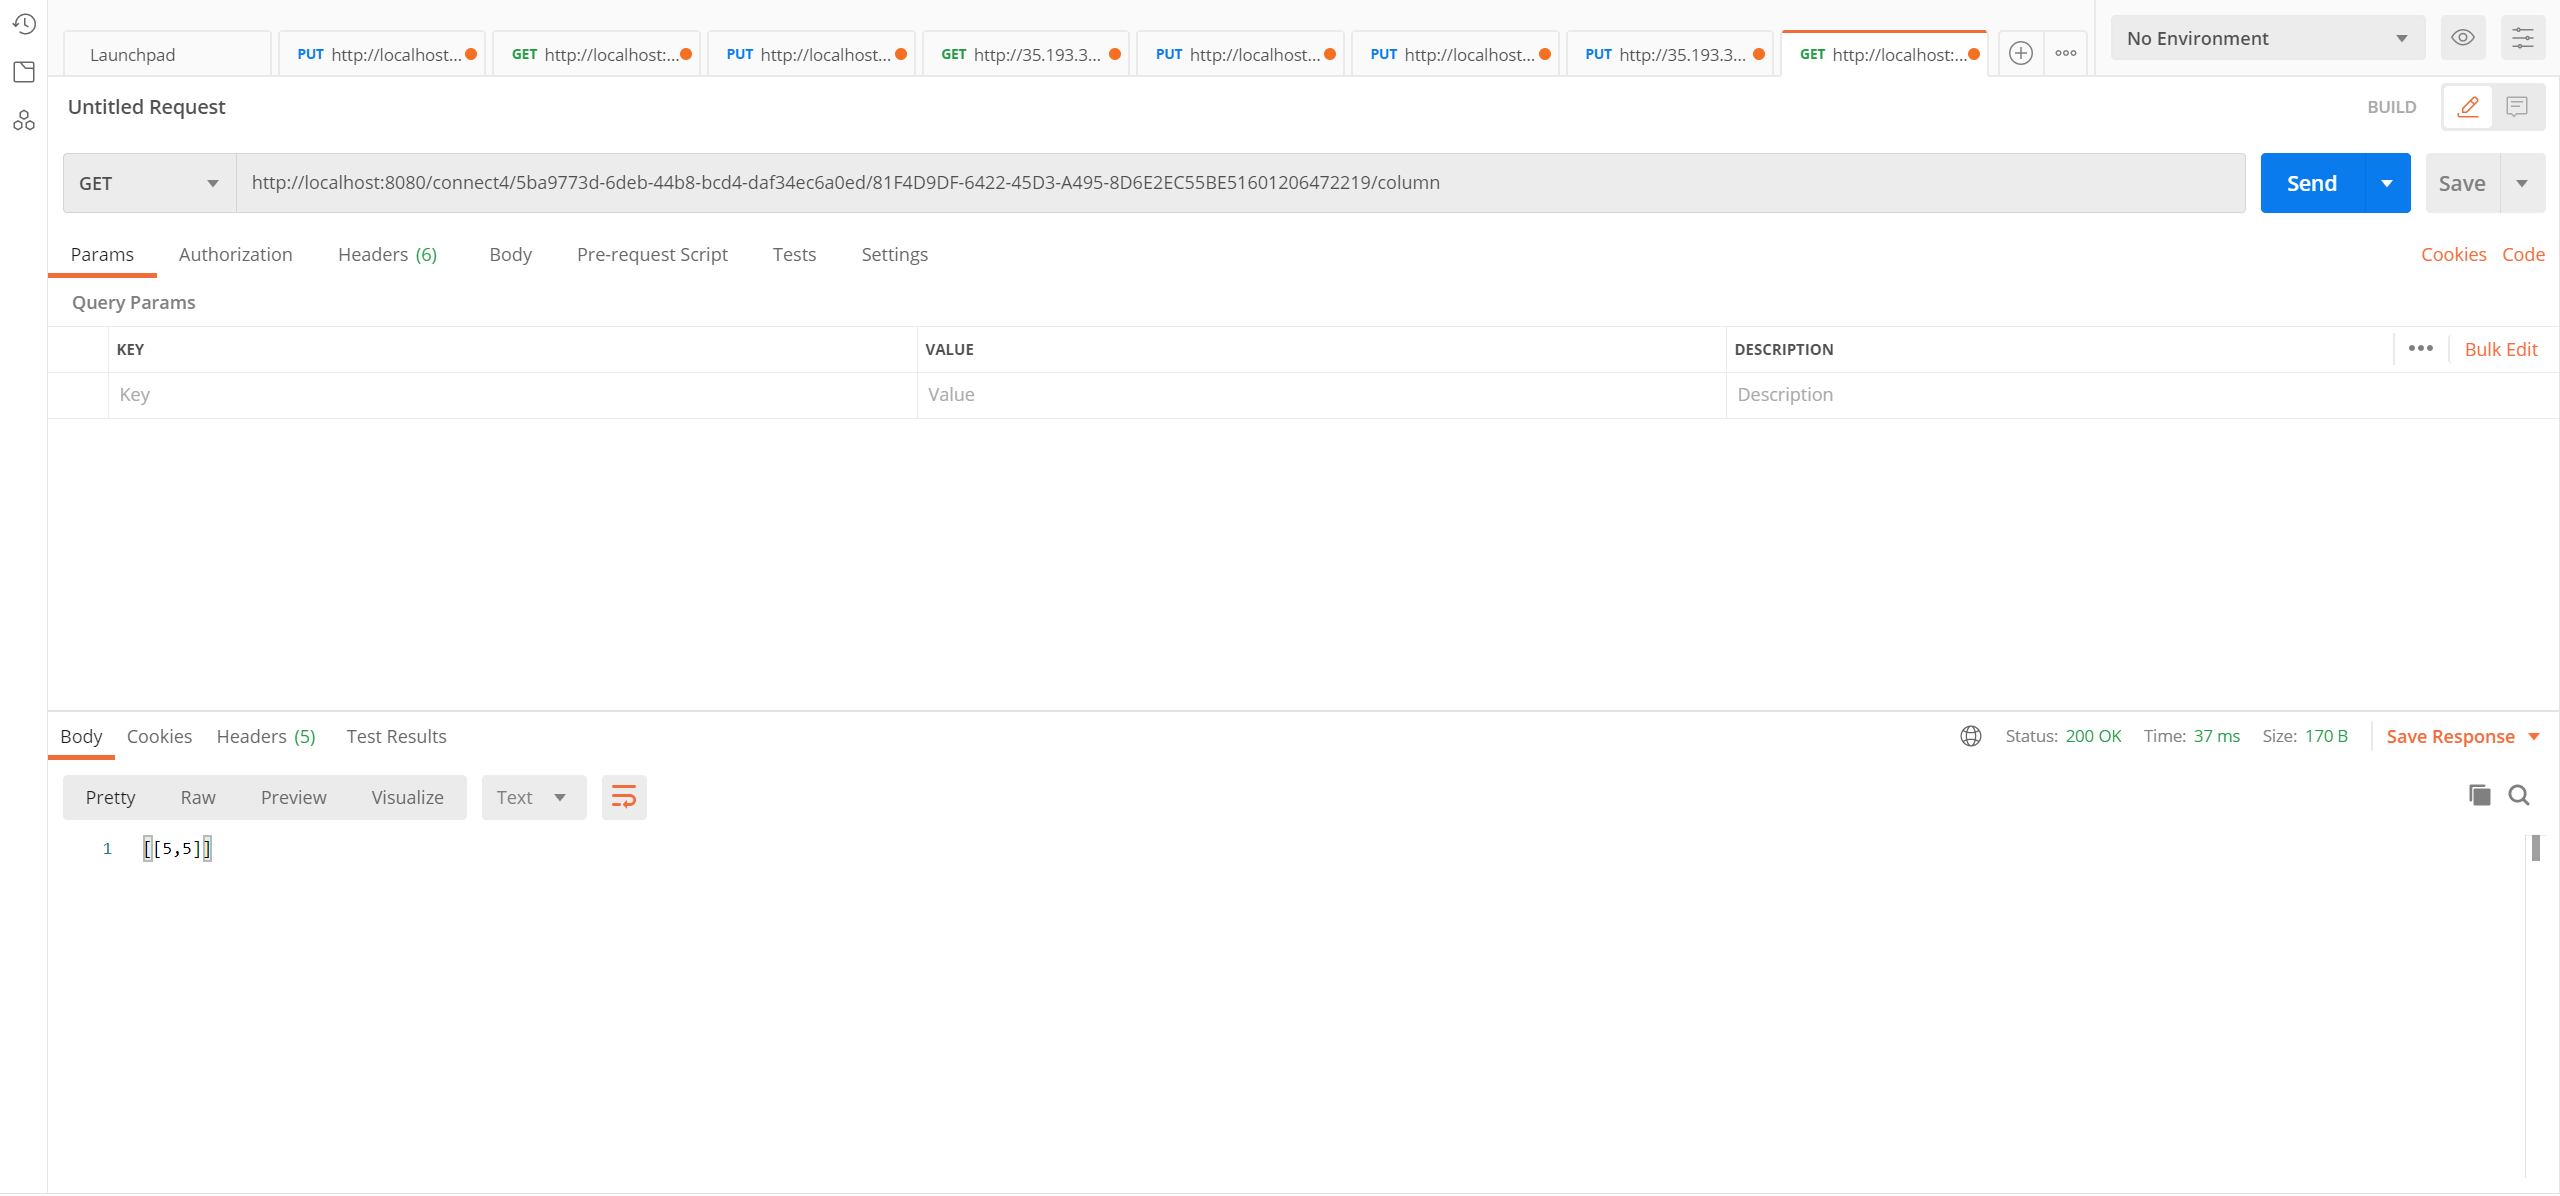 Launchpad
PUT http://localhost...
GET http://localhost:...
PUT http://localhost...
GET http://35.193.3...
PUT http://localhost...
PUT http://localhost...
PUT http://35.193.3...
GET http://localhost:...
No Environment
Untitled Request
BUILD
GET
http://localhost:8080/connect4/5ba9773d-6deb-44b8-bcd4-daf34ec6a0ed/81F4D9DF-6422-45D3-A495-8D6E2EC55BE51601206472219/column
Send
Save
Params Authorization Headers (6) Body Pre-request Script Tests Settings
Cookies Code
Query Params
KEY VALUE DESCRIPTION
Bulk Edit
Key Value Description
Body Cookies Headers (5) Test Results
Status: 200 OK Time: 37 ms Size: 170 B
Save Response
Pretty Raw Preview Visualize
Text
1 [[5,5]]